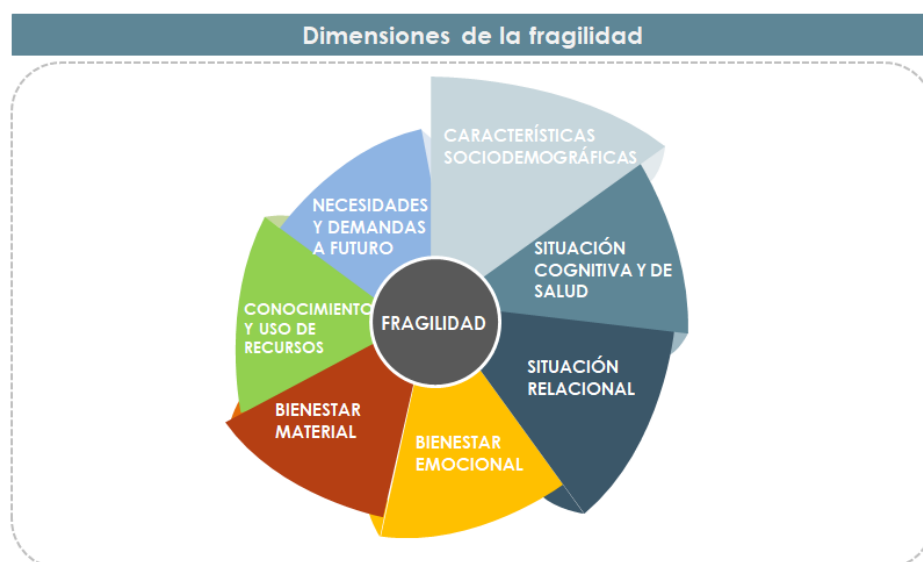 Dimensiones de la fragilidad
CARACTERÍSTICAS
SOCIODEMOGRÁFICAS
SITUACIÓN
COGNITIVA Y DE
SALUD
SITUACIÓN
RELACIONAL
BIENESTAR
EMOCIONAL
BIENESTAR
MATERIAL
CONOCIMIENTO
Y USO DE
RECURSOS
NECESIDADES
Y DEMANDAS
A FUTURO
FRAGILIDAD